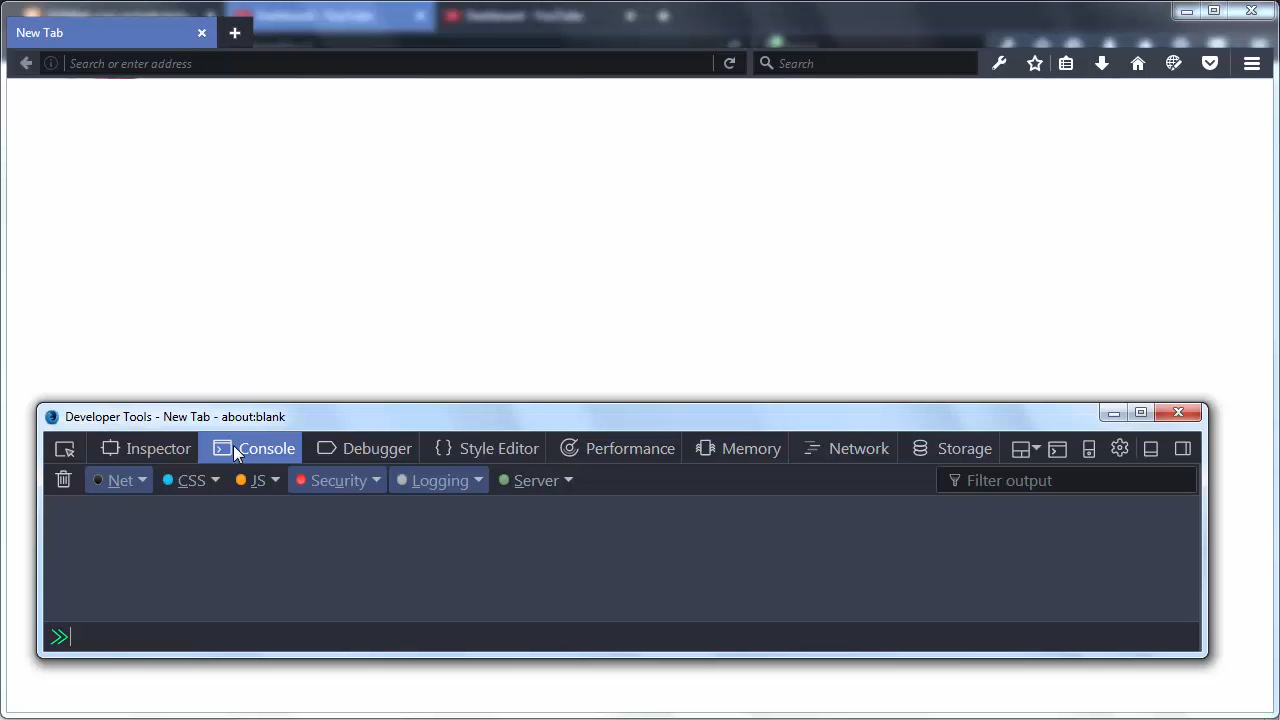 New Tab
Search or enter address
Search
Developer Tools - New Tab - about:blank
Inspector Console Debugger Style Editor Performance Memory Network Storage
Net CSS JS Security Logging Server Filter output